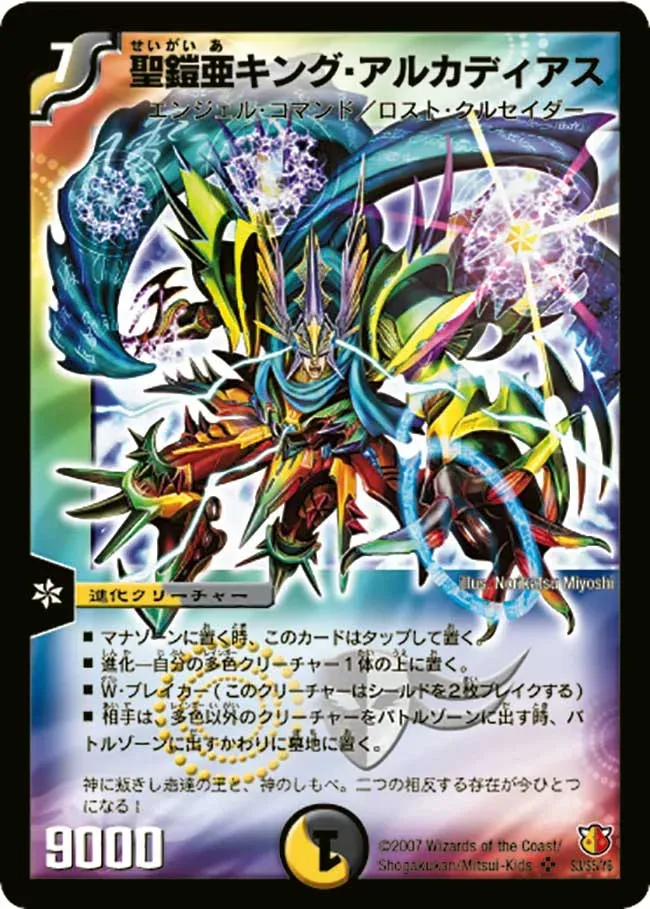 7
せいがい あ
聖鎧亜キング・アルカディアス
エンジェル・コマンド／ロスト・クルセイダー
illus. Norikatsu Miyoshi
進化クリーチャー
■ マナゾーンに置く時、このカードはタップして置く。
■ 進化―自分の多色クリーチャー１体の上に置く。
■ W・ブレイカー（このクリーチャーはシールドを２枚ブレイクする）
■ 相手は、多色以外のクリーチャーをバトルゾーンに出す時、バ
トルゾーンに出すかわりに墓地に置く。
神に叛きし悪達の王と、神のしもべ。二つの相反する存在が今ひとつ
になる！
9000
1
©2007 Wizards of the Coast/
Shogakukan/Mitsui-Kids
S3/S5/Y6